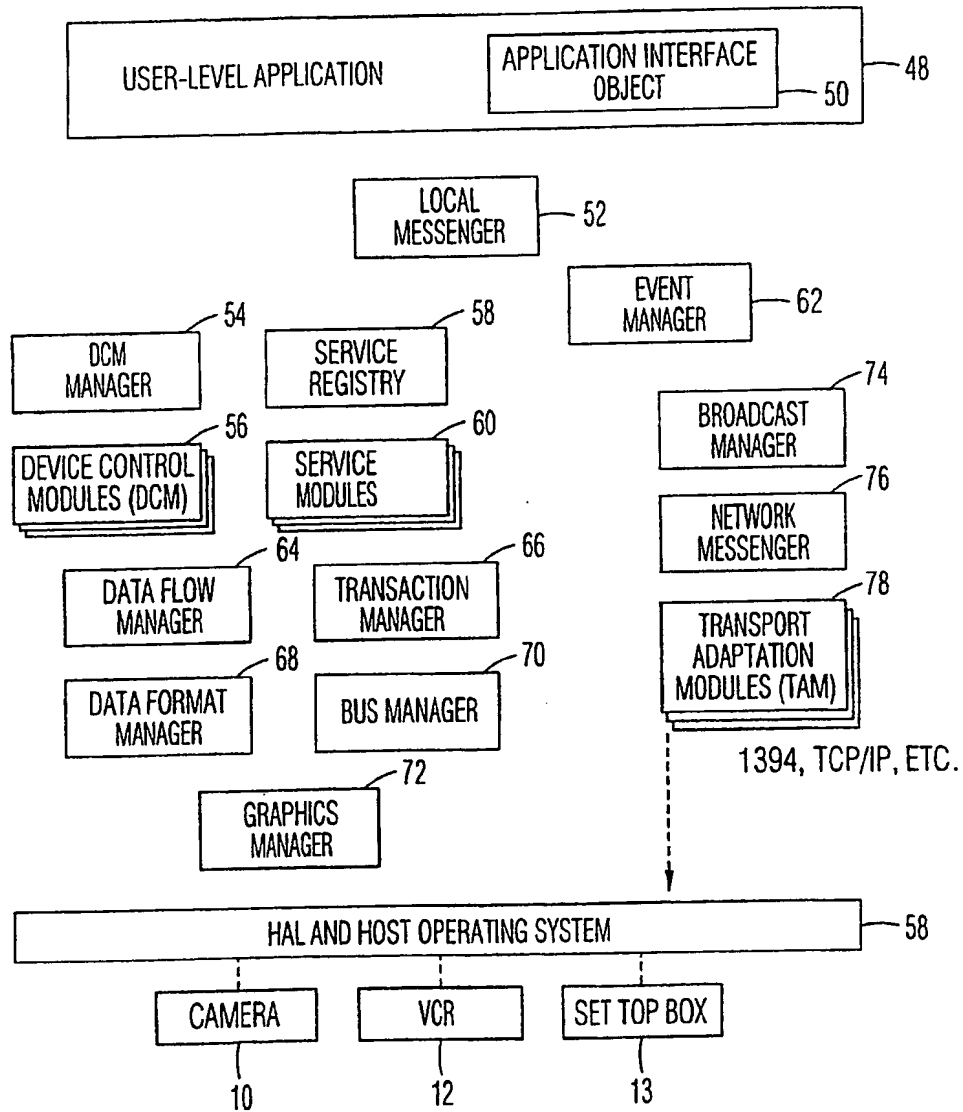 USER-LEVEL APPLICATION
APPLICATION INTERFACE
OBJECT
50
48
LOCAL
MESSENGER
52
EVENT
MANAGER
62
54
DCM
MANAGER
58
SERVICE
REGISTRY
74
BROADCAST
MANAGER
56
DEVICE CONTROL
MODULES (DCM)
60
SERVICE
MODULES
76
NETWORK
MESSENGER
64
DATA FLOW
MANAGER
66
TRANSACTION
MANAGER
78
TRANSPORT
ADAPTATION
MODULES (TAM)
68
DATA FORMAT
MANAGER
70
BUS MANAGER
1394, TCP/IP, ETC.
72
GRAPHICS
MANAGER
HAL AND HOST OPERATING SYSTEM
58
CAMERA
VCR
SET TOP BOX
10
12
13